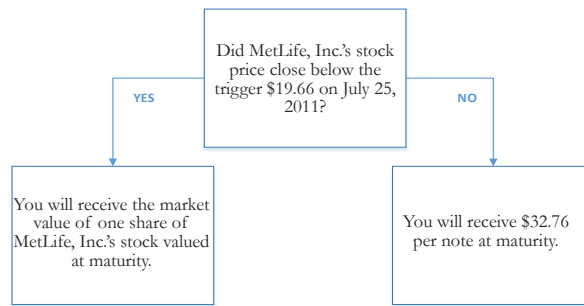 Did MetLife, Inc.'s stock
price close below the
trigger $19.66 on July 25,
2011?
YES
NO
You will receive the market
value of one share of
MetLife, Inc.'s stock valued
at maturity.
You will receive $32.76
per note at maturity.